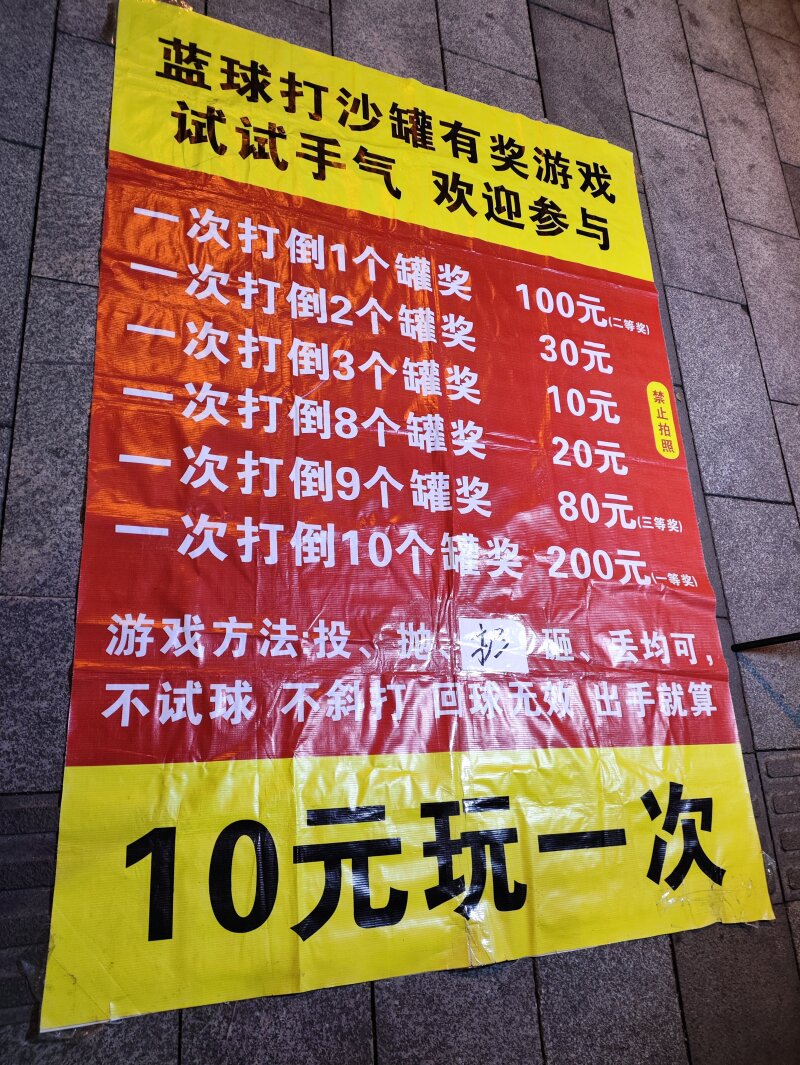 蓝球打沙罐有奖游戏
试试手气 欢迎参与
一次打倒1个罐奖 100元(二等奖)
一次打倒2个罐奖 30元
一次打倒3个罐奖 10元
一次打倒8个罐奖 20元
一次打倒9个罐奖 80元(三等奖)
一次打倒10个罐奖 200元(一等奖)
禁止拍照
游戏方法:投、抛、砸、丢均可，
不试球 不斜打 回球无效 出手就算
10元玩一次